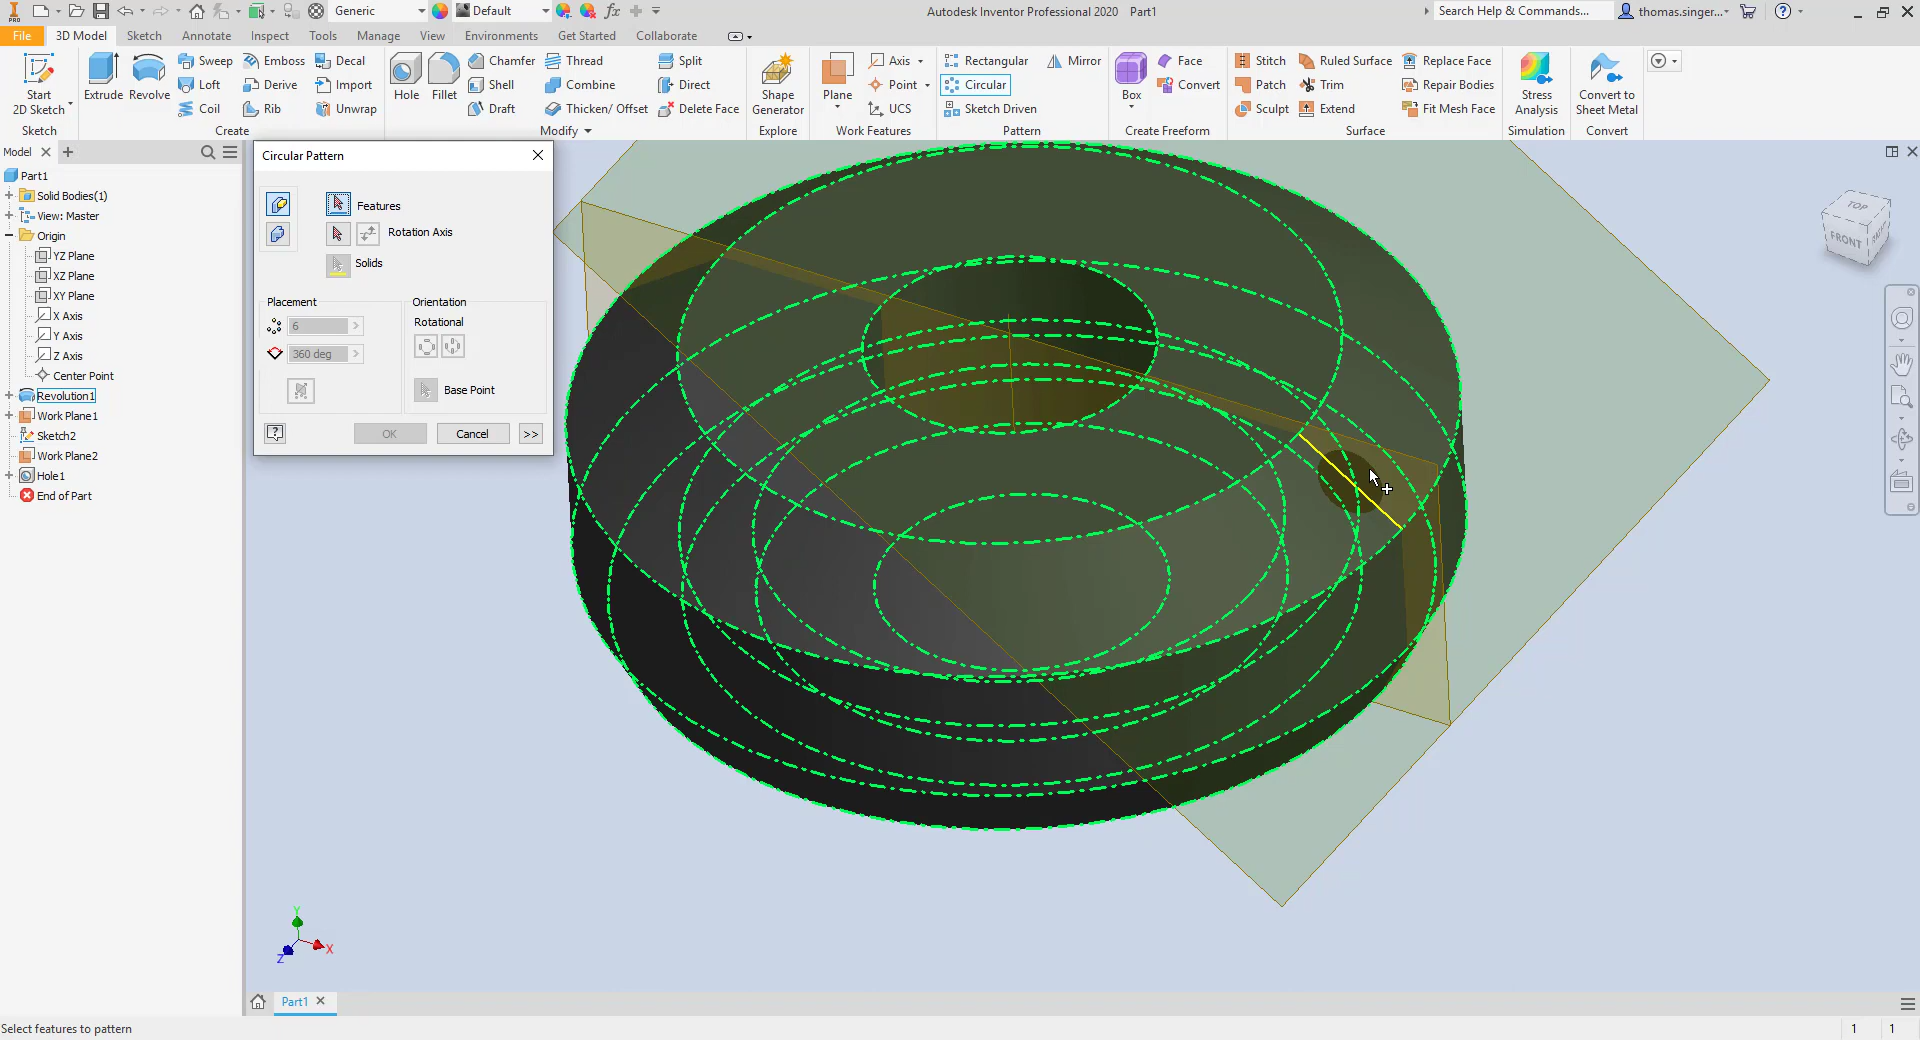 PRO
Generic
Default
fx
Autodesk Inventor Professional 2020 Part1
Search Help & Commands...
thomas.singer...
File
3D Model
Sketch
Annotate
Inspect
Tools
Manage
View
Environments
Get Started
Collaborate
Start
2D Sketch
Sketch
Extrude
Revolve
Sweep
Emboss
Decal
Loft
Derive
Import
Coil
Rib
Unwrap
Create
Hole
Fillet
Chamfer
Thread
Split
Shell
Combine
Direct
Draft
Thicken/ Offset
Delete Face
Modify
Shape
Generator
Explore
Plane
Axis
Point
UCS
Work Features
Rectangular
Mirror
Circular
Sketch Driven
Pattern
Box
Face
Convert
Create Freeform
Stitch
Ruled Surface
Replace Face
Patch
Trim
Repair Bodies
Sculpt
Extend
Fit Mesh Face
Surface
Stress
Analysis
Simulation
Convert to
Sheet Metal
Convert
Model
Part1
Solid Bodies(1)
View: Master
Origin
YZ Plane
XZ Plane
XY Plane
X Axis
Y Axis
Z Axis
Center Point
Revolution1
Work Plane1
Sketch2
Work Plane2
Hole1
End of Part
Circular Pattern
Features
Rotation Axis
Solids
Placement
Orientation
6
Rotational
360 deg
Base Point
OK
Cancel
>>
TOP
FRONT
Y
X
Z
Part1
Select features to pattern
1
1